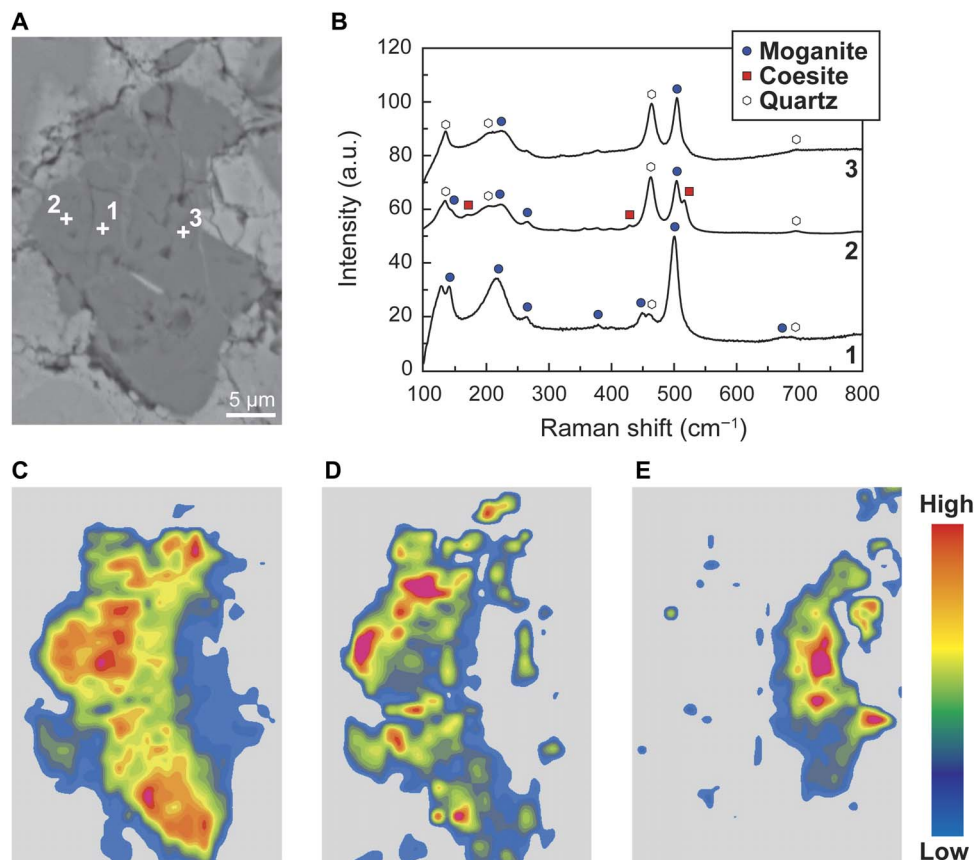 A
2
1
3
5 µm
B
Moganite
Coesite
Quartz
120
100
80
60
40
20
0
Intensity (a.u.)
3
2
1
100
200
300
400
500
600
700
800
Raman shift (cm⁻¹)
C
D
E
High
Low